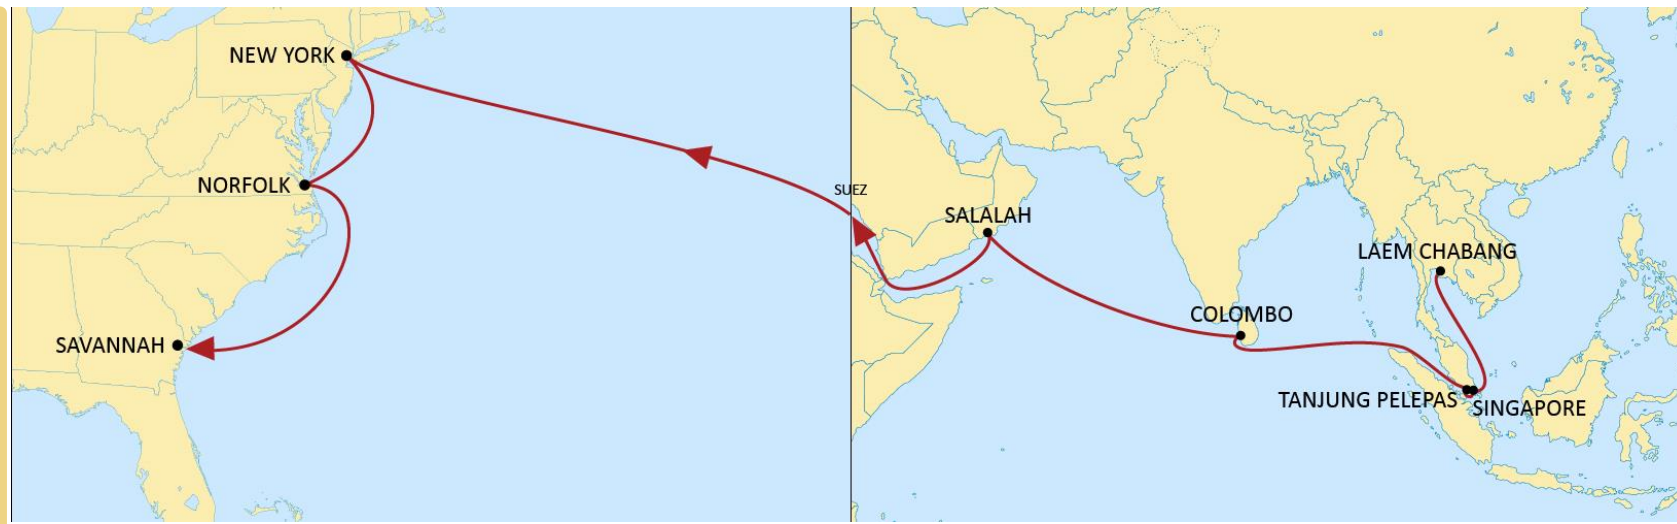 NEW YORK
NORFOLK
SAVANNAH
SUEZ
SALALAH
LAEM CHABANG
COLOMBO
TANJUNG PELEPAS
SINGAPORE